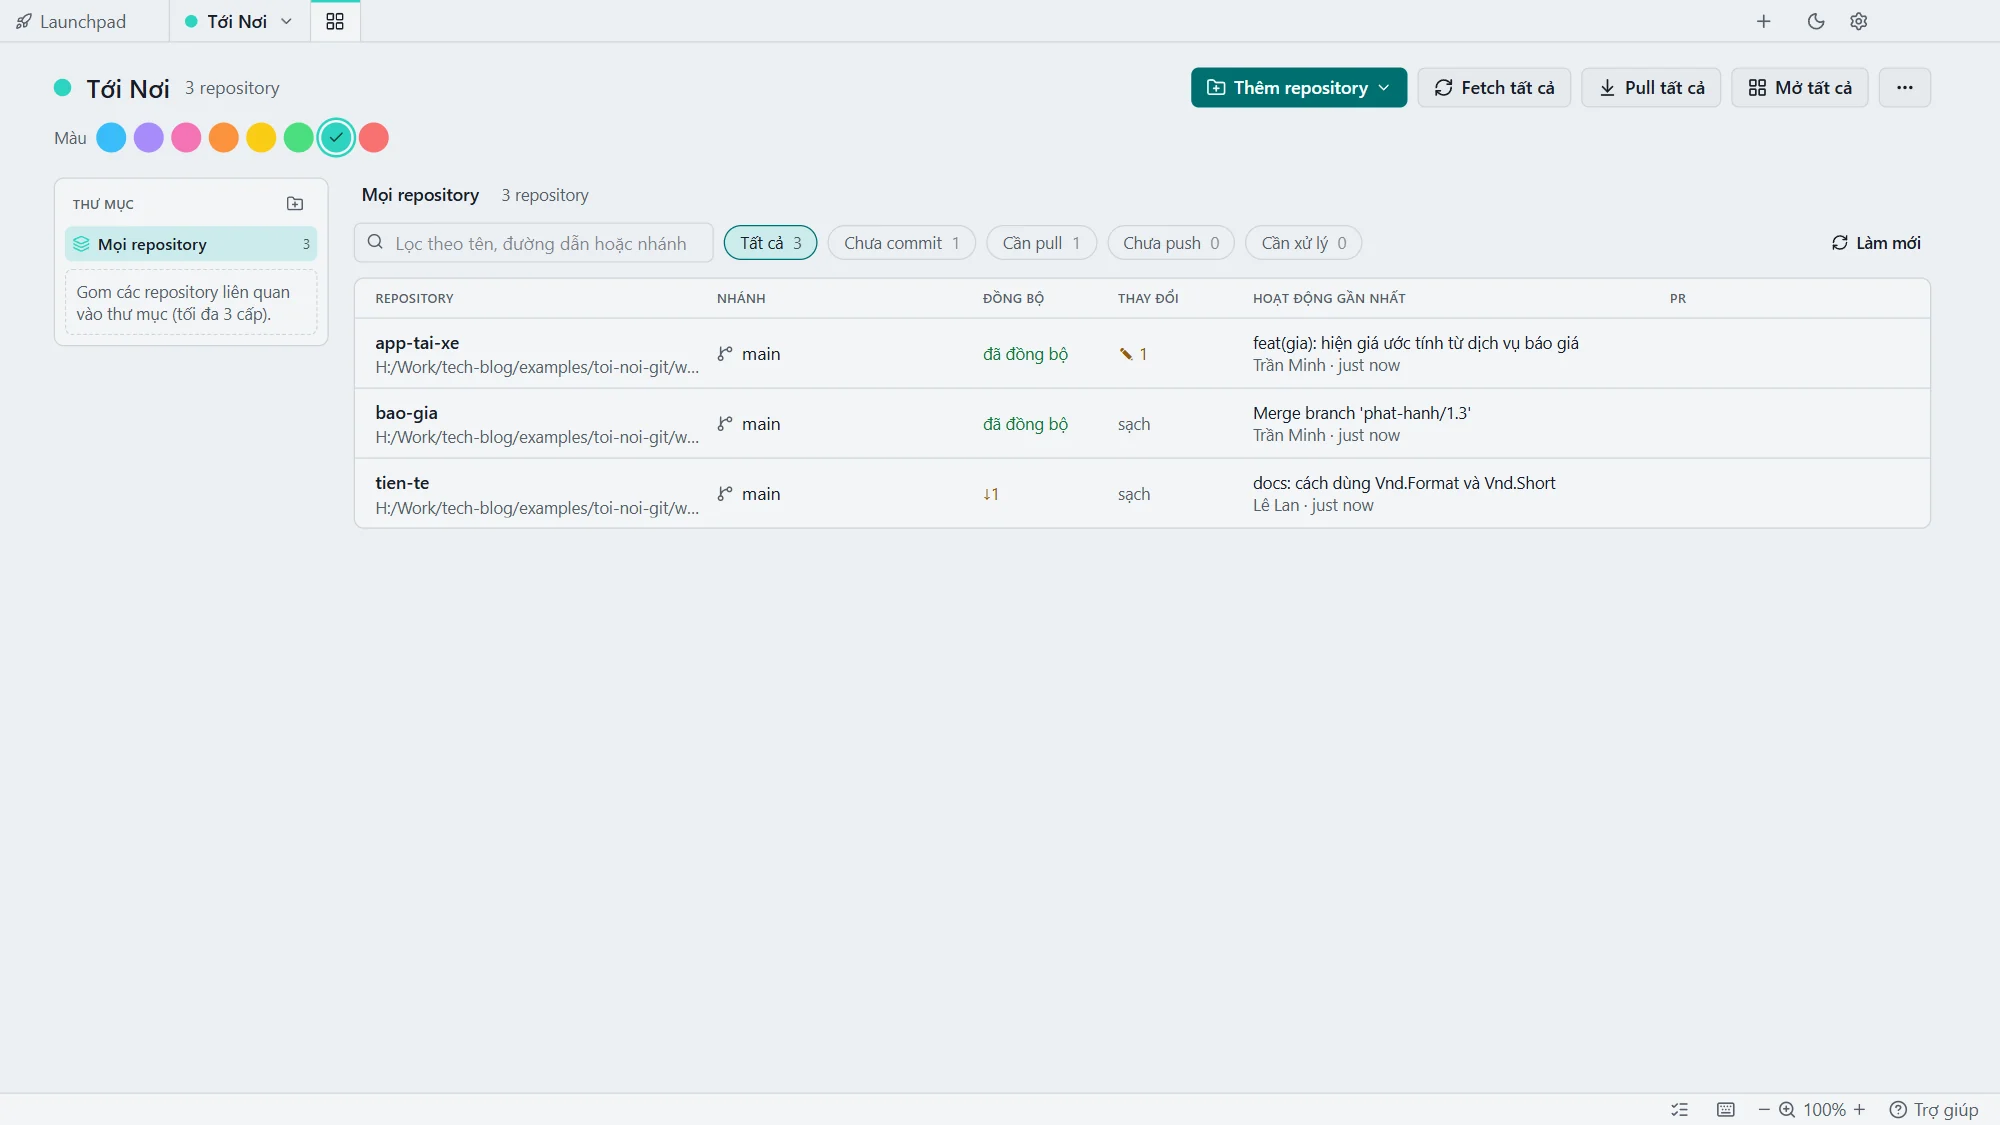 Launchpad
Tới Nơi
Tới Nơi 3 repository
Thêm repository
Fetch tất cả
Pull tất cả
Mở tất cả
Màu
THƯ MỤC
Mọi repository 3
Gom các repository liên quan
vào thư mục (tối đa 3 cấp).
Mọi repository 3 repository
Lọc theo tên, đường dẫn hoặc nhánh
Tất cả 3
Chưa commit 1
Cần pull 1
Chưa push 0
Cần xử lý 0
Làm mới
REPOSITORY NHÁNH ĐỒNG BỘ THAY ĐỔI HOẠT ĐỘNG GẦN NHẤT PR
app-tai-xe
H:/Work/tech-blog/examples/toi-noi-git/w...
main
đã đồng bộ
1
feat(gia): hiện giá ước tính từ dịch vụ báo giá
Trần Minh · just now
bao-gia
H:/Work/tech-blog/examples/toi-noi-git/w...
main
đã đồng bộ
sạch
Merge branch 'phat-hanh/1.3'
Trần Minh · just now
tien-te
H:/Work/tech-blog/examples/toi-noi-git/w...
main
↓1
sạch
docs: cách dùng Vnd.Format và Vnd.Short
Lê Lan · just now
100%
Trợ giúp